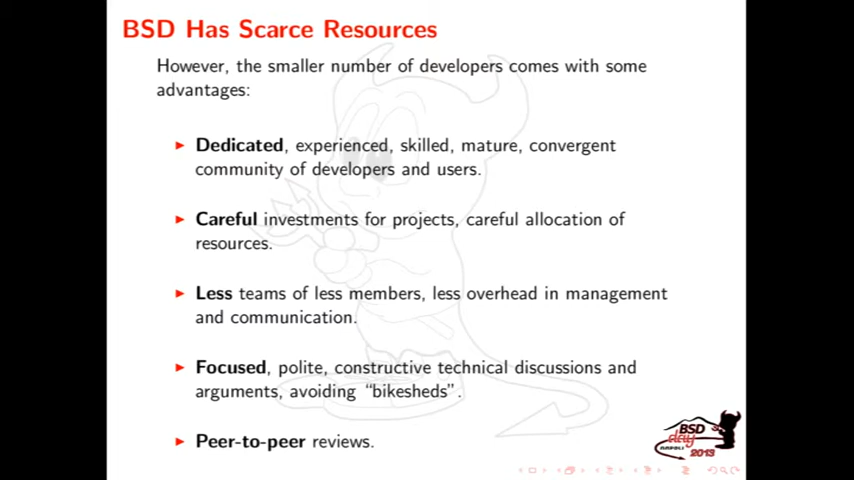 BSD Has Scarce Resources
However, the smaller number of developers comes with some
advantages:
Dedicated, experienced, skilled, mature, convergent
community of developers and users.
Careful investments for projects, careful allocation of
resources.
Less teams of less members, less overhead in management
and communication.
Focused, polite, constructive technical discussions and
arguments, avoiding “bikesheds”.
Peer-to-peer reviews.
BSD
day
NAPOLI
2013